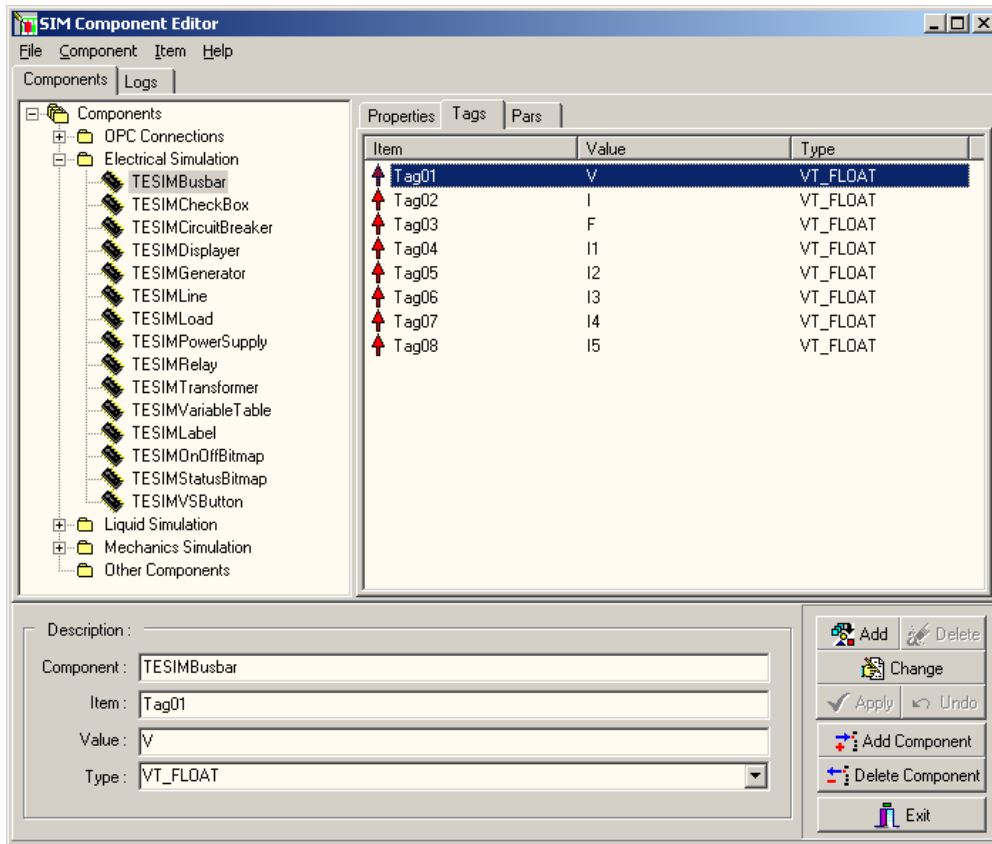 SIM Component Editor
File Component Item Help
Components Logs
Components
OPC Connections
Electrical Simulation
TESIMBusbar
TESIMCheckBox
TESIMCircuitBreaker
TESIMDisplayer
TESIMGenerator
TESIMLine
TESIMLoad
TESIMPowerSupply
TESIMRelay
TESIMTransformer
TESIMVariableTable
TESIMLabel
TESIMOnOffBitmap
TESIMStatusBitmap
TESIMVSButton
Liquid Simulation
Mechanics Simulation
Other Components
Properties Tags Pars
Item Value Type
Tag01 V VT_FLOAT
Tag02 I VT_FLOAT
Tag03 F VT_FLOAT
Tag04 I1 VT_FLOAT
Tag05 I2 VT_FLOAT
Tag06 I3 VT_FLOAT
Tag07 I4 VT_FLOAT
Tag08 I5 VT_FLOAT
Description :
Component : TESIMBusbar
Item : Tag01
Value : V
Type : VT_FLOAT
Add Delete
Change
Apply Undo
Add Component
Delete Component
Exit